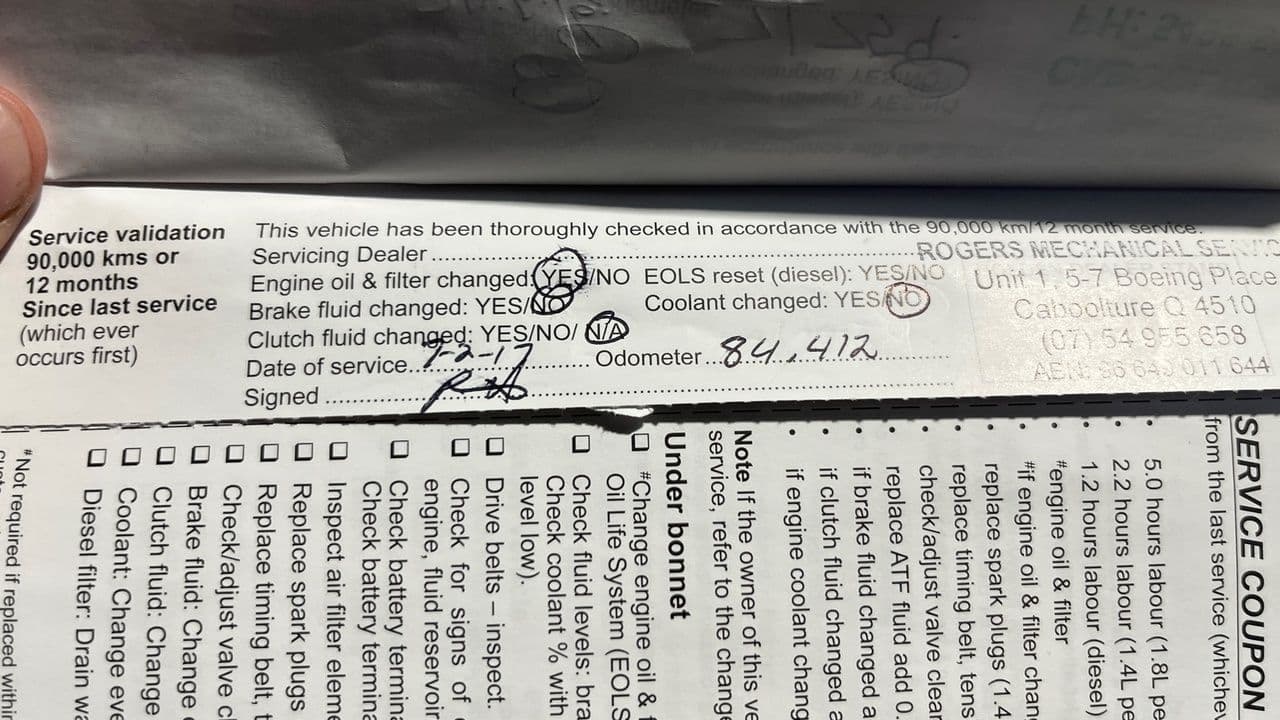 Service validation
90,000 kms or
12 months
Since last service
(which ever
occurs first)
This vehicle has been thoroughly checked in accordance with the 90,000 km/12 month service.
Servicing Dealer
Engine oil & filter changed: YES/NO EOLS reset (diesel): YES/NO
Brake fluid changed: YES/NO Coolant changed: YES/NO
Clutch fluid changed: YES/NO/ N/A
Date of service 9-2-17 Odometer 84,412
Signed
ROGERS MECHANICAL
Unit 1, 5-7 Boeing Place
Caboolture Q 4510
(07) 54 955 658
SERVICE COUPON
from the last service
5.0 hours labour (1.8L
2.2 hours labour (1.4L
1.2 hours labour (diesel)
#engine oil & filter
#if engine oil & filter
replace spark plugs (1.4
replace timing belt,
check/adjust valve
replace ATF fluid add
if brake fluid changed
if clutch fluid changed
if engine coolant
Note If the owner of this
service, refer to the
Under bonnet
☐ #Change engine oil &
Oil Life System (EOLS
☐ Check fluid levels:
Check coolant % with
level low).
☐ Drive belts – inspect.
☐ Check for signs of
engine, fluid
☐ Check battery
Check battery
☐ Inspect air filter
☐ Replace spark plugs
☐ Replace timing belt,
☐ Check/adjust valve
☐ Brake fluid: Change
☐ Clutch fluid: Change
☐ Coolant: Change
☐ Diesel filter: Drain
#Not required if replaced